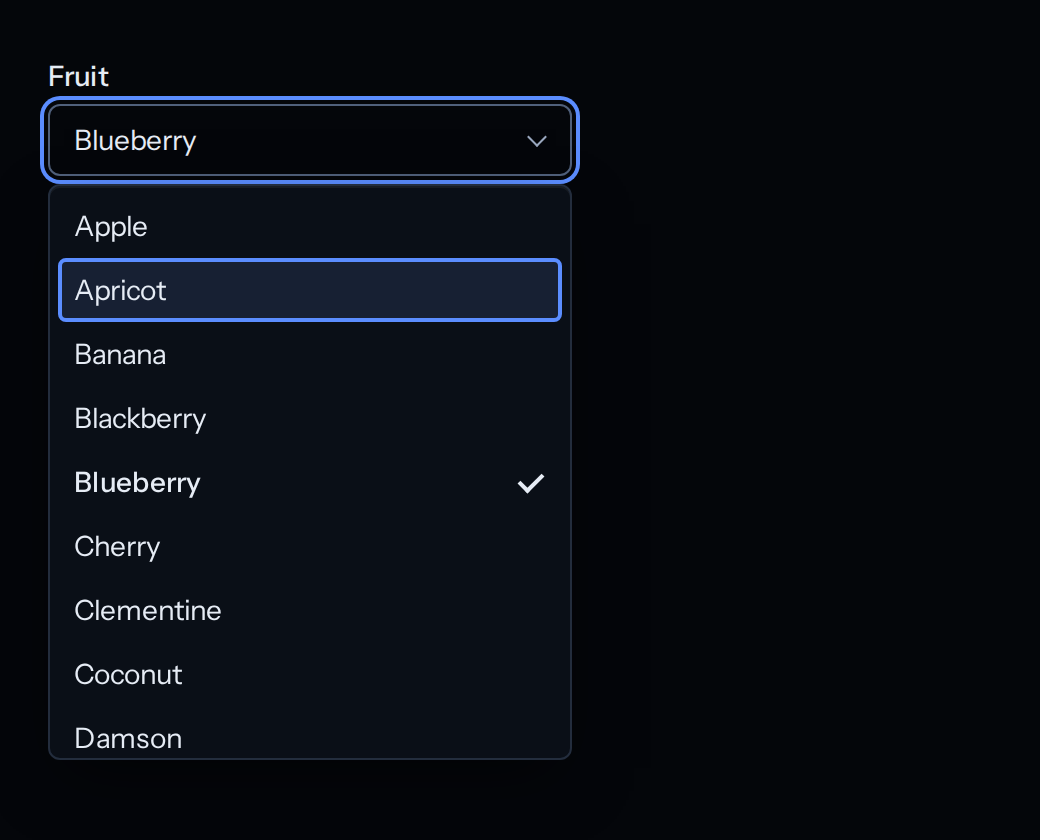 Fruit
Blueberry
Apple
Apricot
Banana
Blackberry
Blueberry
Cherry
Clementine
Coconut
Damson